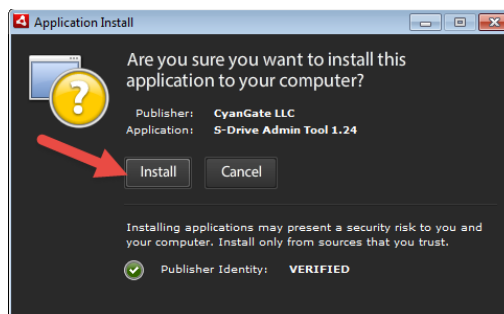 Application Install
Are you sure you want to install this
application to your computer?
Publisher: CyanGate LLC
Application: S-Drive Admin Tool 1.24
Install Cancel
Installing applications may present a security risk to you and
your computer. Install only from sources that you trust.
Publisher Identity: VERIFIED